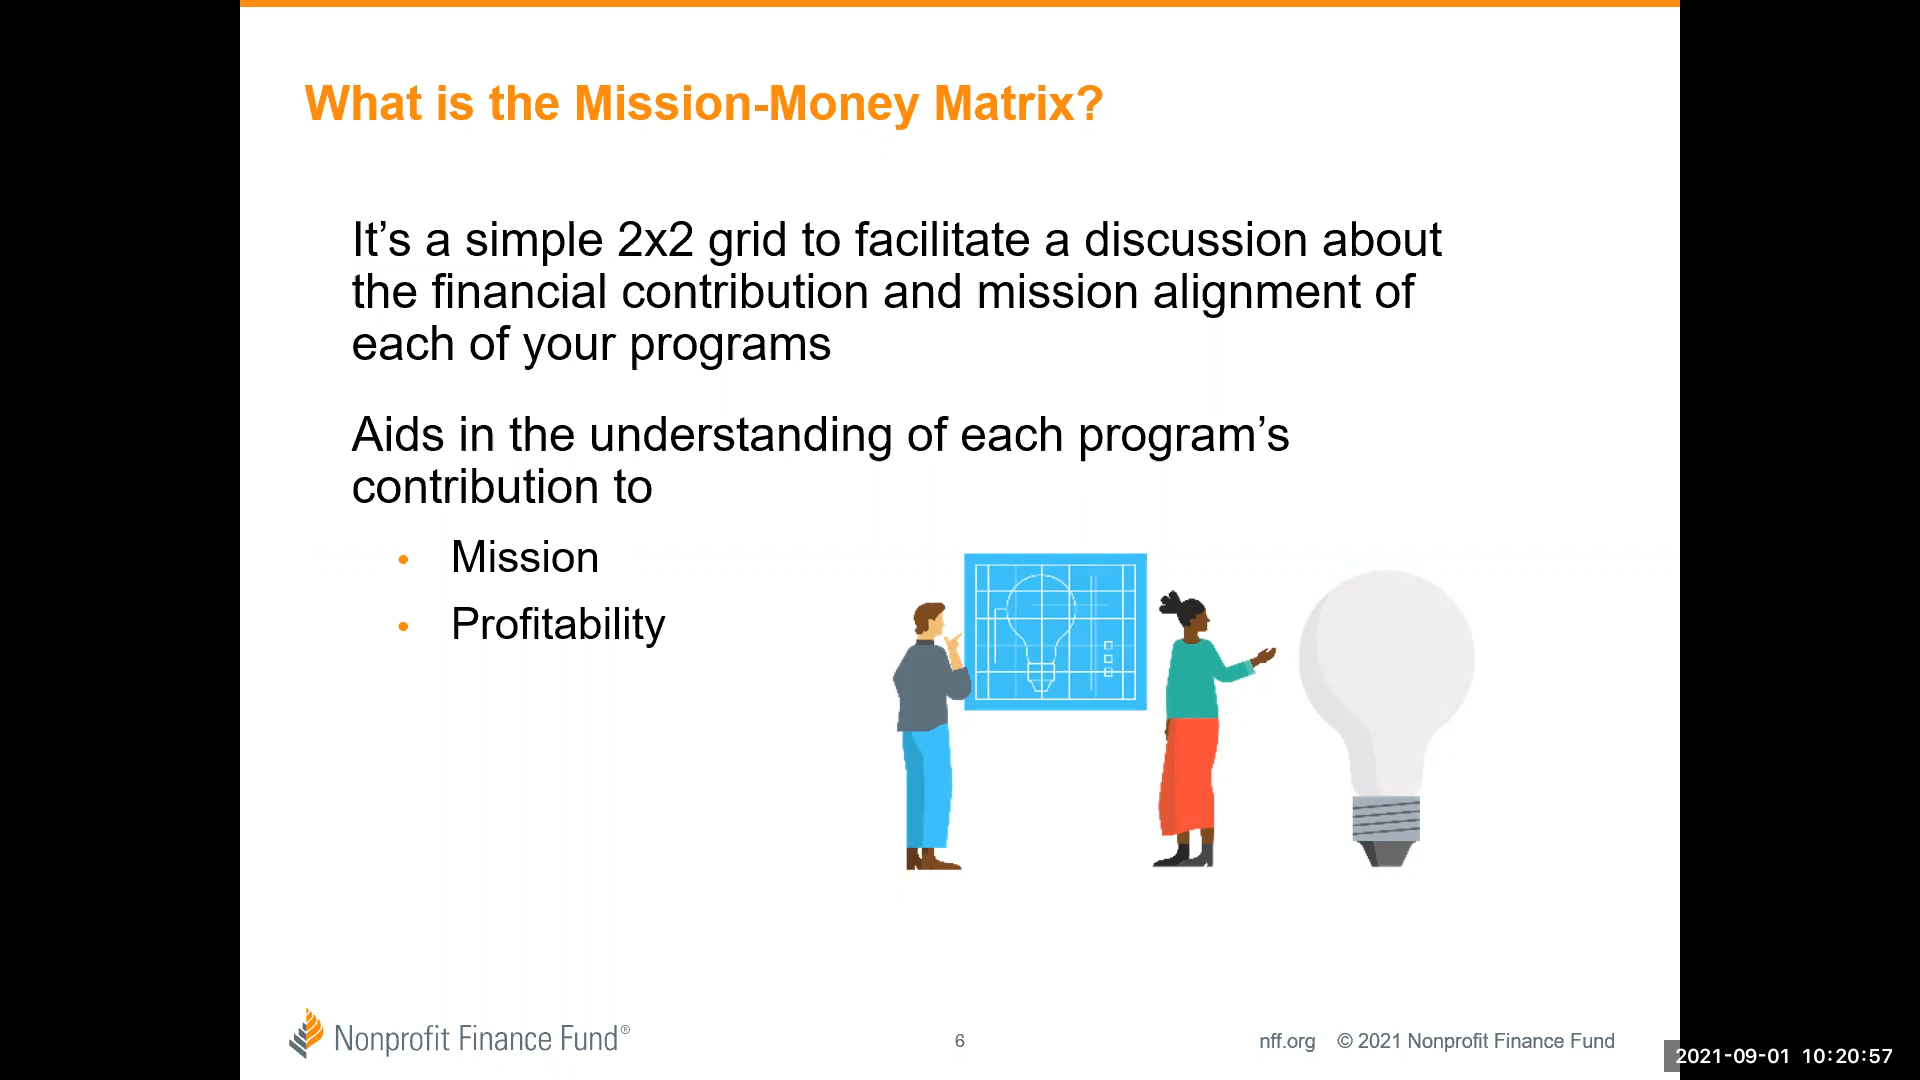 What is the Mission-Money Matrix?
It’s a simple 2x2 grid to facilitate a discussion about
the financial contribution and mission alignment of
each of your programs
Aids in the understanding of each program’s
contribution to
• Mission
• Profitability
Nonprofit Finance Fund®
6
nff.org © 2021 Nonprofit Finance Fund
2021-09-01 10:20:57